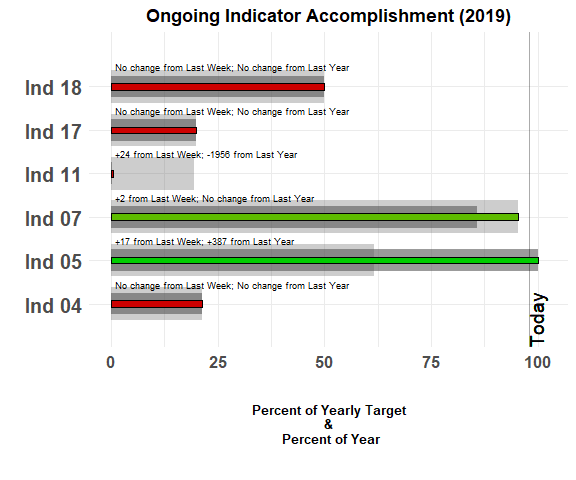 Ongoing Indicator Accomplishment (2019)
No change from Last Week; No change from Last Year
Ind 18
No change from Last Week; No change from Last Year
Ind 17
+24 from Last Week; -1956 from Last Year
Ind 11
+2 from Last Week; No change from Last Year
Ind 07
+17 from Last Week; +387 from Last Year
Ind 05
No change from Last Week; No change from Last Year
Ind 04
Today
0 25 50 75 100
Percent of Yearly Target
&
Percent of Year